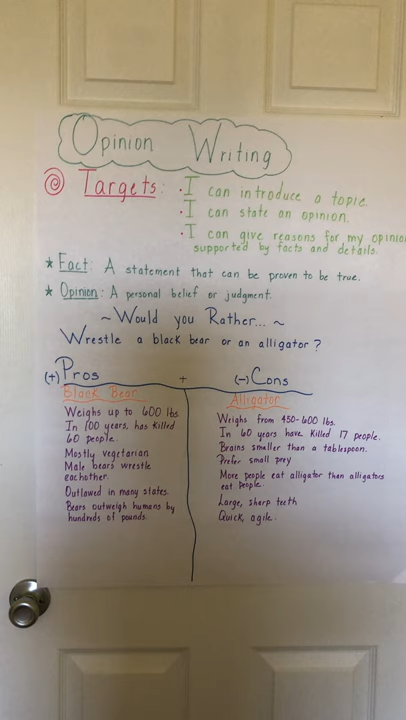 Opinion Writing
Targets:
• I can introduce a topic
• I can state an opinion.
• I can give reasons for my opinion
supported by facts and details.
* Fact: A statement that can be proven to be true.
* Opinion: A personal belief or judgment.
~ Would you Rather... ~
Wrestle a black bear or an alligator?
(+) Pros + (-) Cons
Black Bear
Weighs up to 600 lbs.
In 100 years, has killed
60 people.
Mostly vegetarian
Male bears wrestle
eachother.
Outlawed in many states.
Bears outweigh humans by
hundreds of pounds.
Alligator
Weighs from 450-600 lbs.
In 60 years have killed 17 people.
Brains smaller than a tablespoon.
Prefer small prey
More people eat alligator than alligators
eat people.
Large, sharp teeth
Quick, agile.